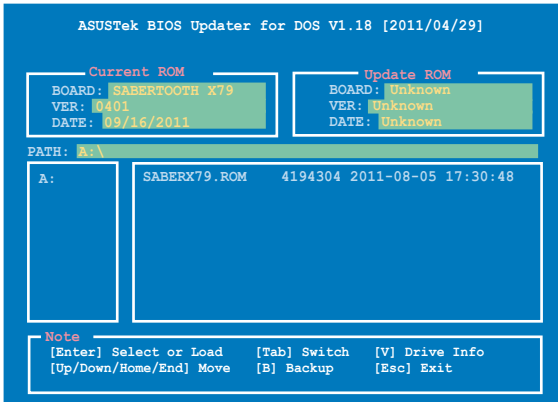 ASUSTek BIOS Updater for DOS V1.18 [2011/04/29]
Current ROM
BOARD: SABERTOOTH X79
VER: 0401
DATE: 09/16/2011
Update ROM
BOARD: Unknown
VER: Unknown
DATE: Unknown
PATH: A:\
A:
SABERX79.ROM 4194304 2011-08-05 17:30:48
Note
[Enter] Select or Load [Tab] Switch [V] Drive Info
[Up/Down/Home/End] Move [B] Backup [Esc] Exit